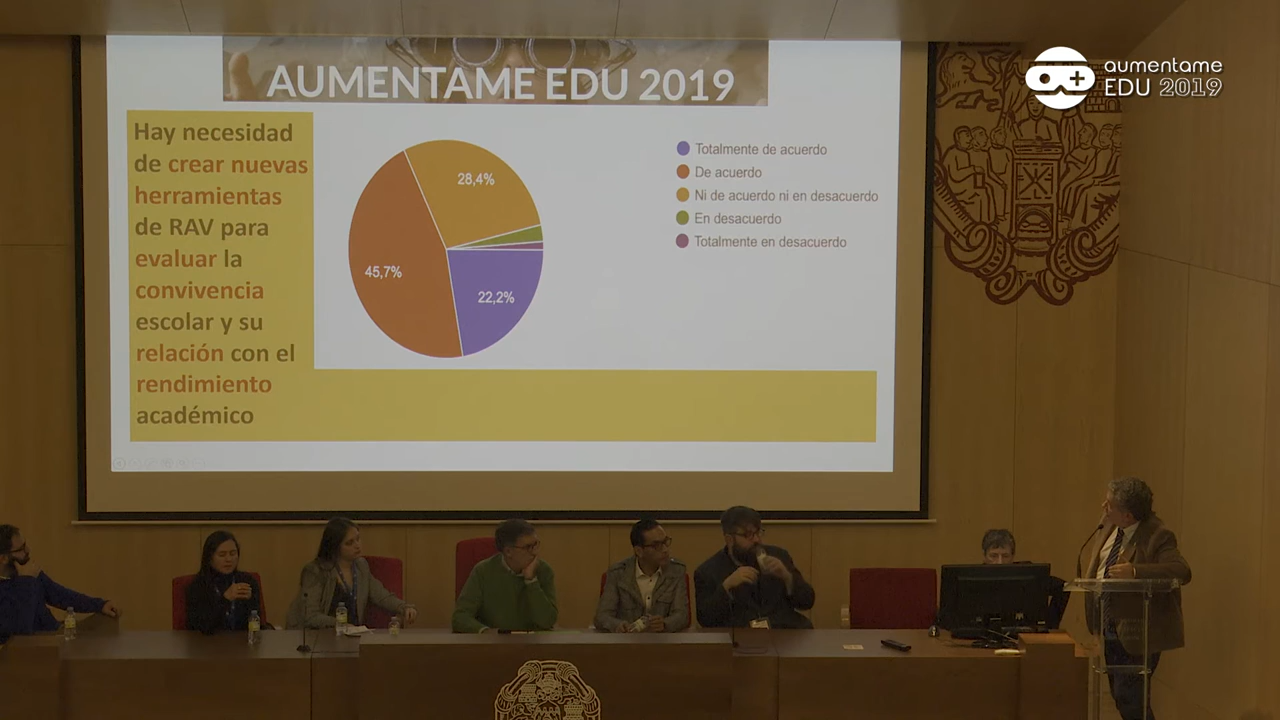 AUMENTAME EDU 2019
aumentame
EDU 2019
Hay necesidad
de crear nuevas
herramientas
de RAV para
evaluar la
convivencia
escolar y su
relación con el
rendimiento
académico
28,4%
45,7%
22,2%
Totalmente de acuerdo
De acuerdo
Ni de acuerdo ni en desacuerdo
En desacuerdo
Totalmente en desacuerdo